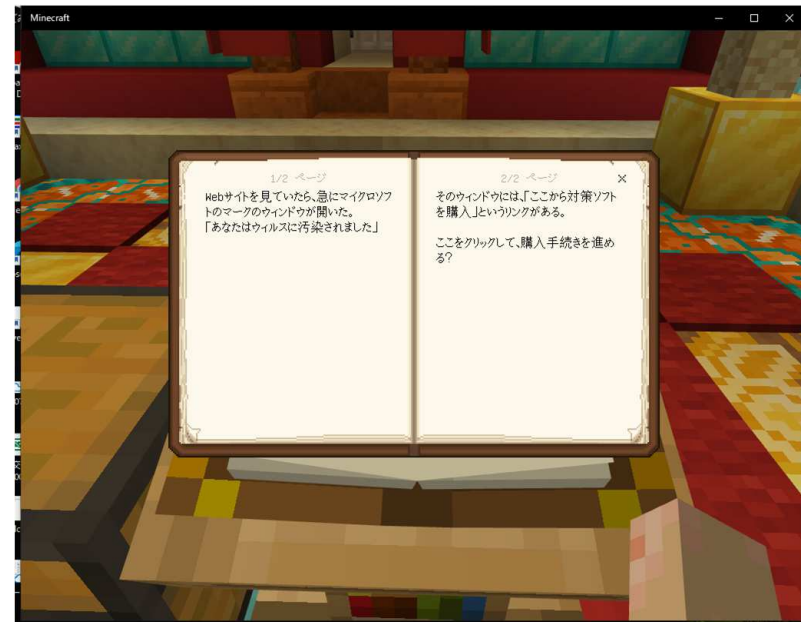 Minecraft
1/2 ページ
Webサイトを見ていたら、急にマイクロソフ
トのマークのウィンドウが開いた。
「あなたはウィルスに汚染されました」
2/2 ページ
そのウィンドウには、「ここから対策ソフト
を購入」というリンクがある。
ここをクリックして、購入手続きを進め
る?